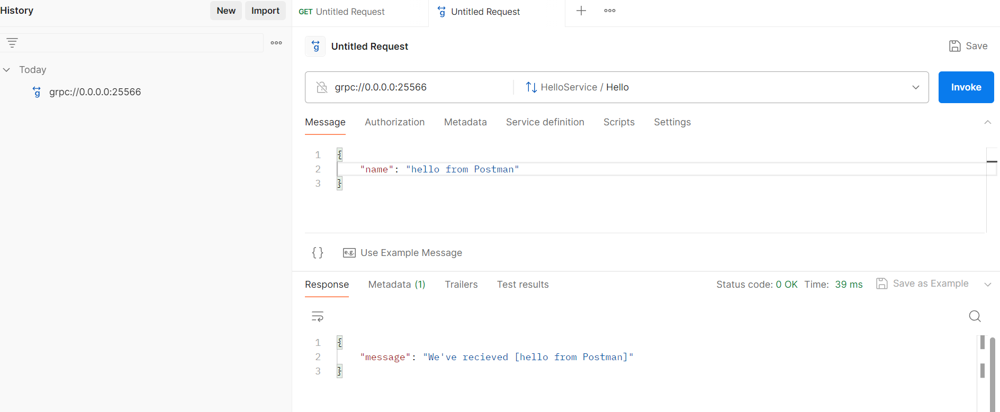 History
New
Import
GET Untitled Request
g Untitled Request
Today
g grpc://0.0.0.0:25566
g Untitled Request
Save
grpc://0.0.0.0:25566
HelloService / Hello
Invoke
Message
Authorization
Metadata
Service definition
Scripts
Settings
1 {
2 "name": "hello from Postman"
3 }
{}
e.g. Use Example Message
Response
Metadata (1)
Trailers
Test results
Status code: 0 OK Time: 39 ms
Save as Example
1 {
2 "message": "We've recieved [hello from Postman]"
3 }